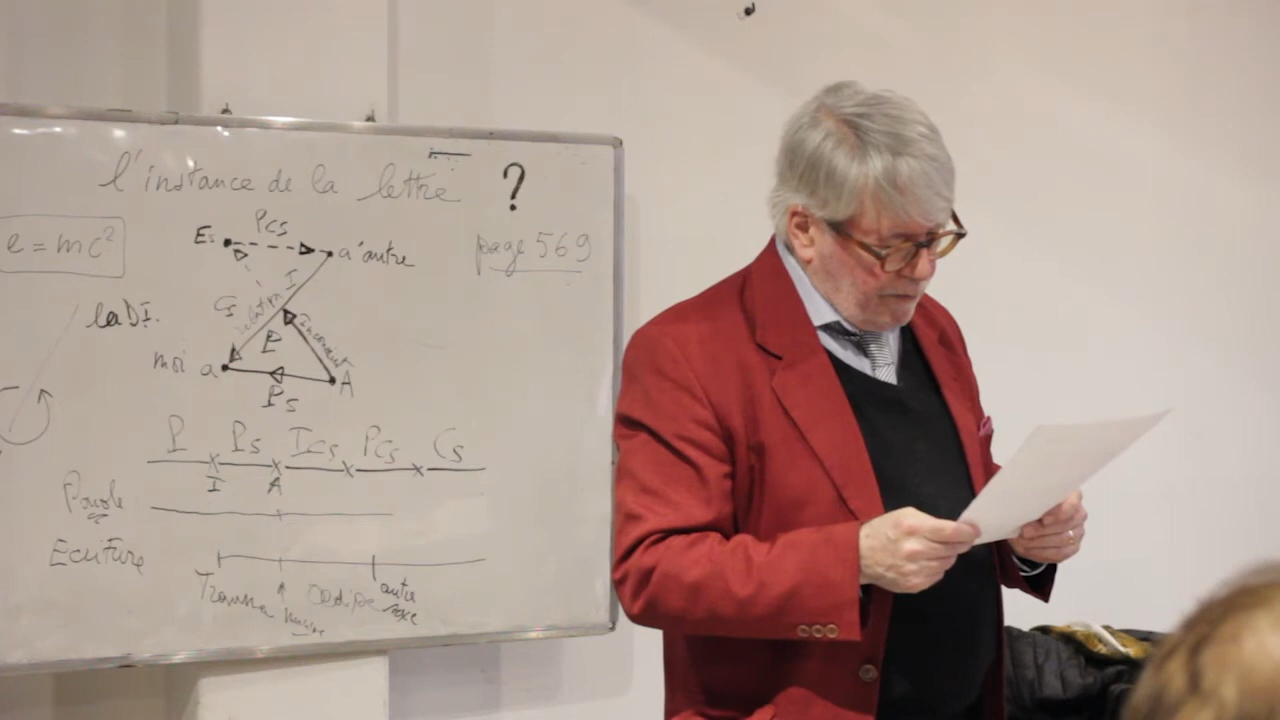 l'instance de la lettre ?
e = mc²
page 569
Es Pcs a' autre
I
Cs relation
Inconscient
la DI.
P
moi a A
Ps
P Ps Ics Pcs Cs
I A
Parole
Ecriture
Trauma Oedipe autre
sexe